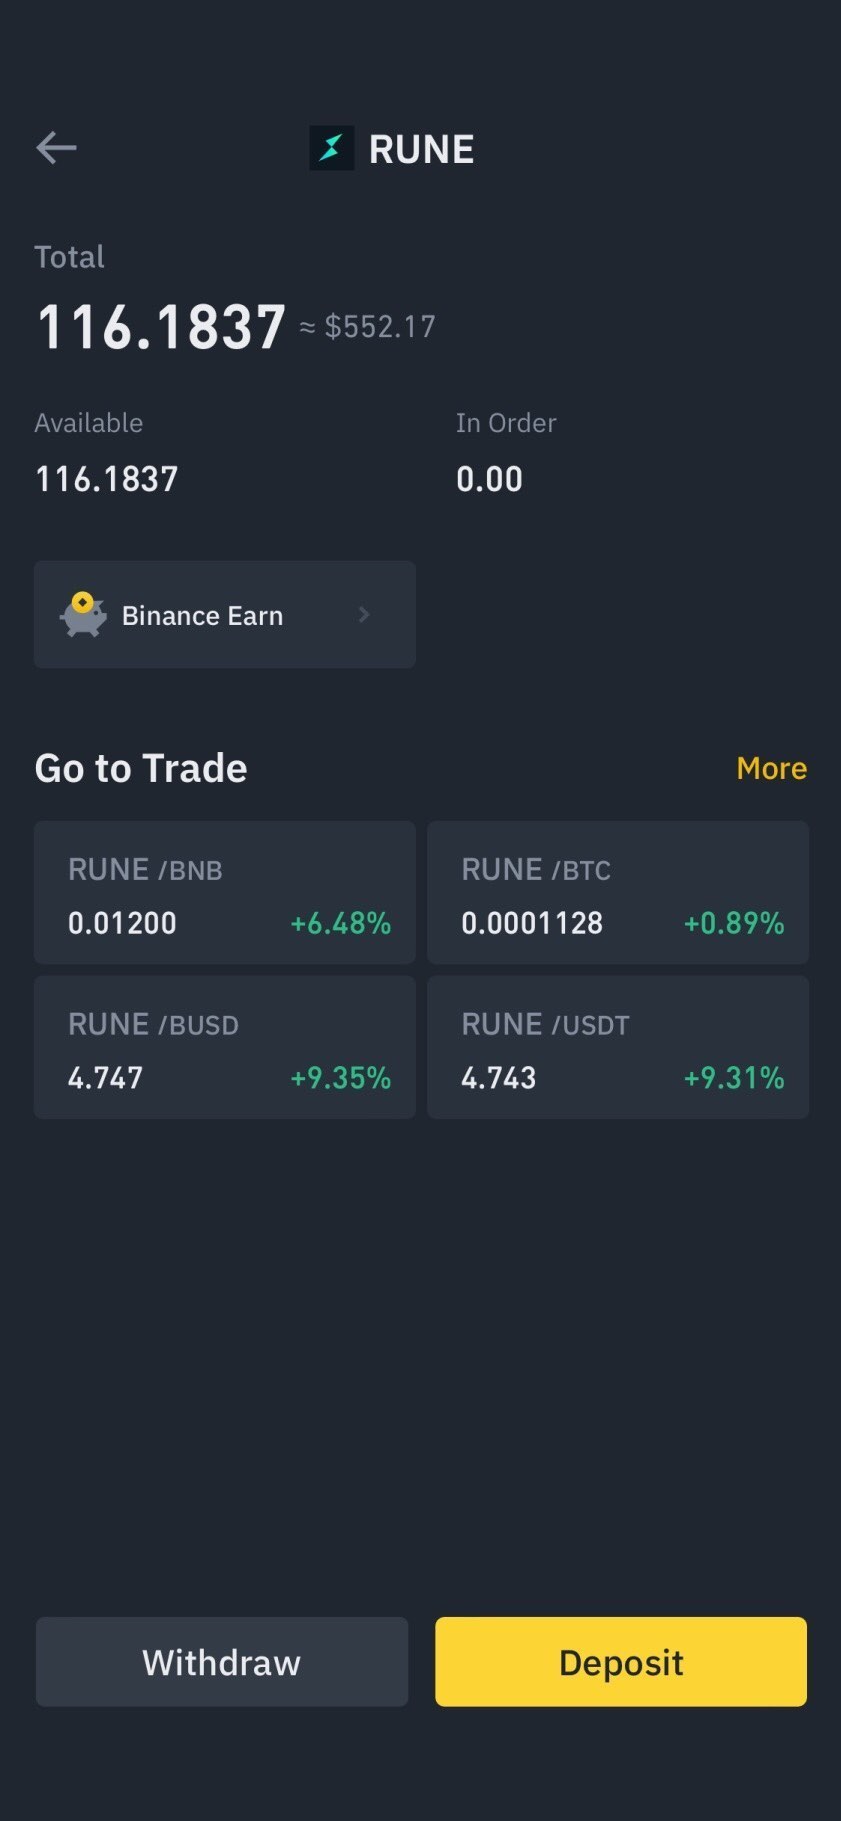 RUNE
Total
116.1837 ≈ $552.17
Available In Order
116.1837 0.00
Binance Earn
Go to Trade More
RUNE /BNB RUNE /BTC
0.01200 +6.48% 0.0001128 +0.89%
RUNE /BUSD RUNE /USDT
4.747 +9.35% 4.743 +9.31%
Withdraw Deposit